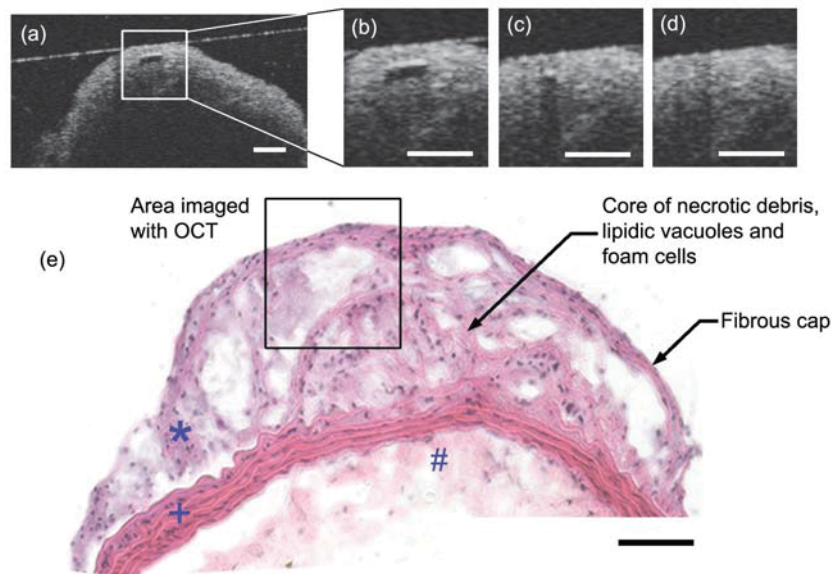 (a)
(b)
(c)
(d)
Area imaged
with OCT
(e)
Core of necrotic debris,
lipidic vacuoles and
foam cells
Fibrous cap
*
#
+